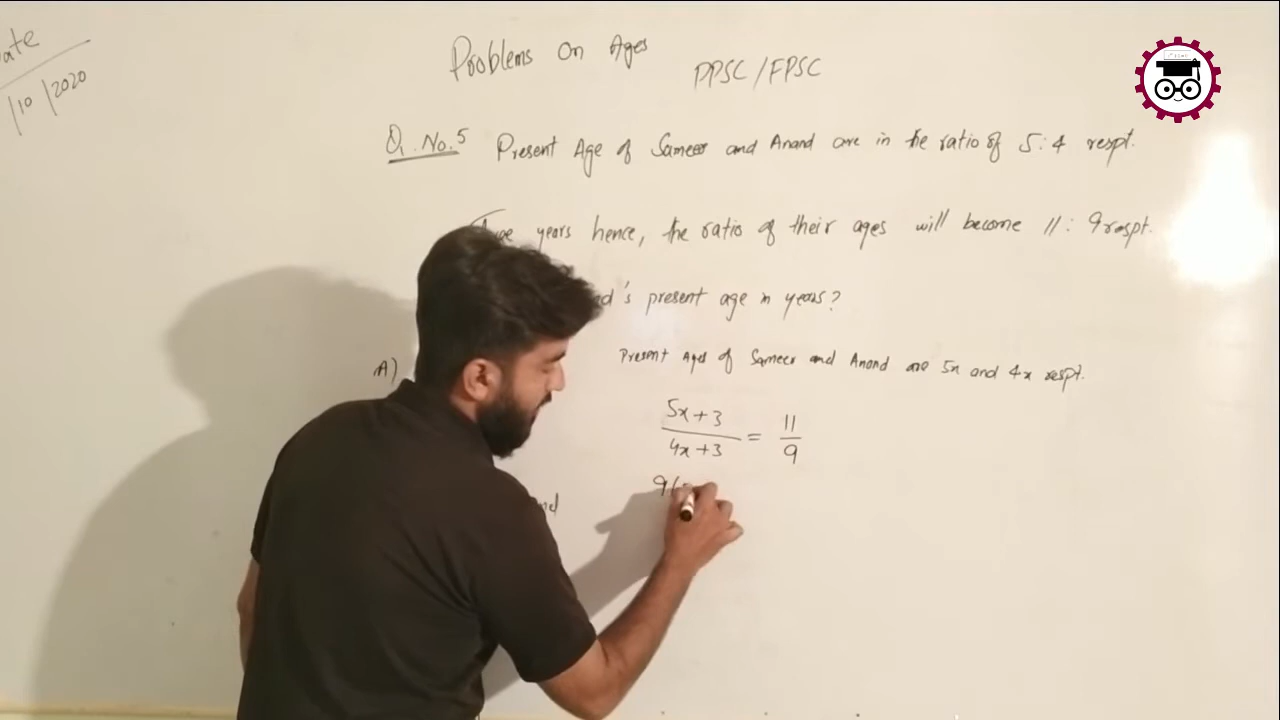 ate
/10/2020
Problems on Ages
PPSC/FPSC
Q.No.5 Present Age of Sameer and Anand are in the ratio of 5:4 respt.
years hence, the ratio of their ages will become 11:9 respt.
's present age in years?
A) Present Ages of Sameer and Anand are 5x and 4x respt.
5x+3
4x+3
=
11
9
9(